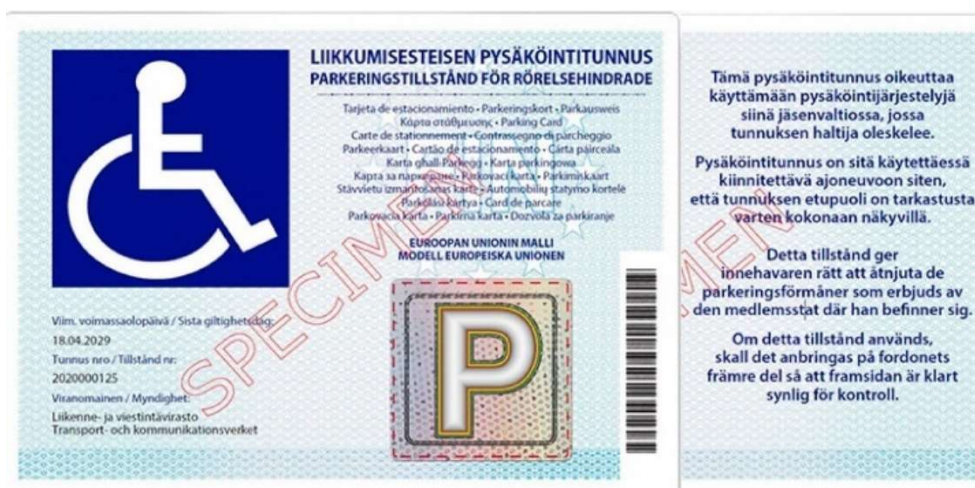 LIIKKUMISESTEISEN PYSÄKÖINTITUNNUS
PARKERINGSTILLSTÅND FÖR RÖRELSEHINDRADE
Tarjeta de estacionamiento • Parkeringskort • Parkausweis
Κάρτα στάθμευσης • Parking Card
Carte de stationnement • Contrassegno di parcheggio
Parkeerkaart • Cartão de estacionamento • Cárta páirceála
Karta għall-Parkeġġ • Karta parkingowa
Карта за паркиране • Parkovací karta • Parkimiskaart
Stāvvietu izmantošanas karte • Automobilių statymo kortelė
Parkolási kártya • Card de parcare
Parkovacia karta • Parkirna karta • Dozvola za parkiranje
EUROOPAN UNIONIN MALLI
MODELL EUROPEISKA UNIONEN
SPECIMEN
P
Viim. voimassaolopäivä / Sista giltighetsdag:
18.04.2029
Tunnus nro / Tillstånd nr:
2020000125
Viranomainen / Myndighet:
Liikenne- ja viestintävirasto
Transport- och kommunikationsverket
Tämä pysäköintitunnus oikeuttaa
käyttämään pysäköintijärjestelyjä
siinä jäsenvaltiossa, jossa
tunnuksen haltija oleskelee.
Pysäköintitunnus on sitä käytettäessä
kiinnitettävä ajoneuvoon siten,
että tunnuksen etupuoli on tarkastusta
varten kokonaan näkyvillä.
Detta tillstånd ger
innehavaren rätt att åtnjuta de
parkeringsförmåner som erbjuds av
den medlemsstat där han befinner sig.
Om detta tillstånd används,
skall det anbringas på fordonets
främre del så att framsidan är klart
synlig för kontroll.
MEN